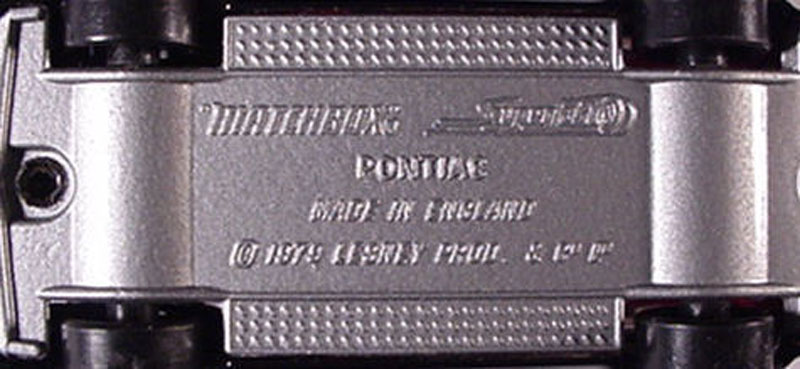 "MATCHBOX" Superfast
PONTIAC
MADE IN ENGLAND
© 1979 LESNEY PROD. & Co Ltd